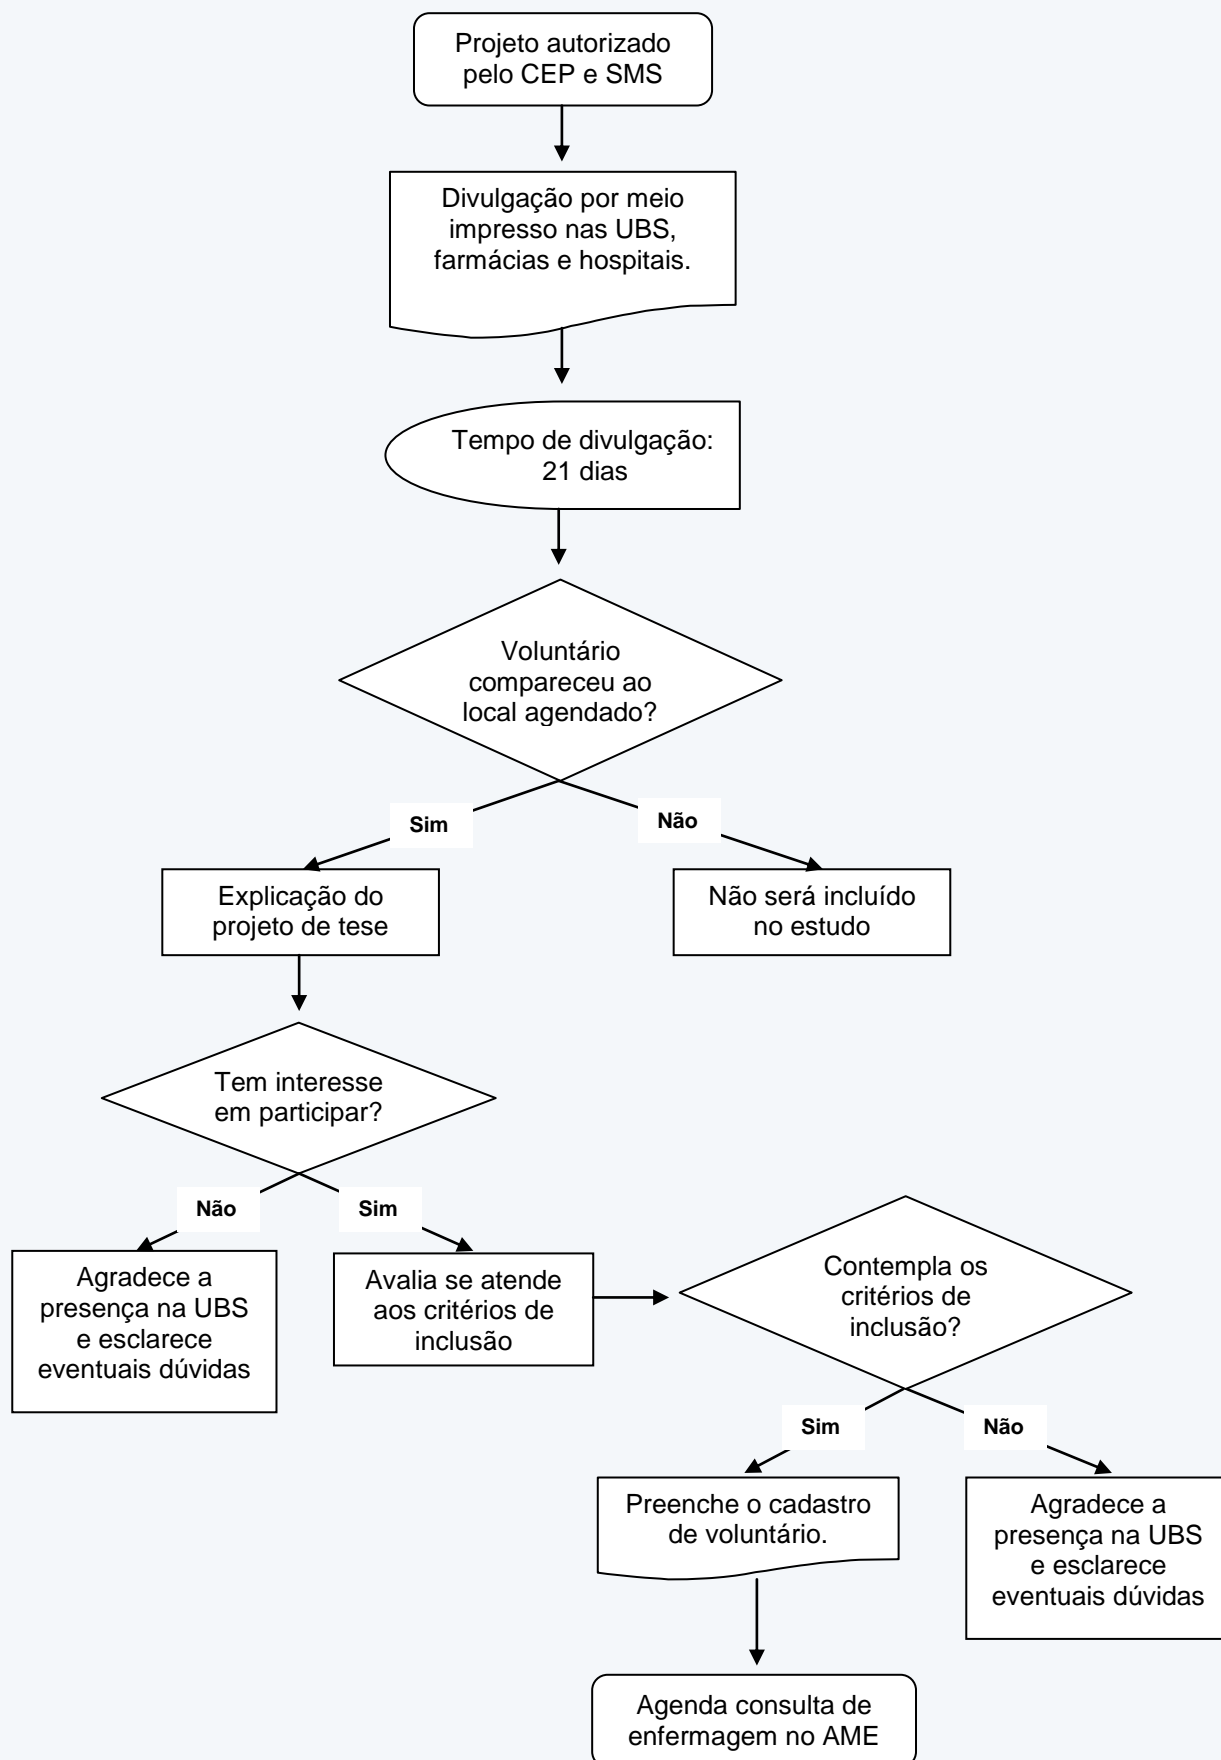 Projeto autorizado
pelo CEP e SMS
Divulgação por meio
impresso nas UBS,
farmácias e hospitais.
Tempo de divulgação:
21 dias
Voluntário
compareceu ao
local agendado?
Sim
Não
Explicação do
projeto de tese
Não será incluído
no estudo
Tem interesse
em participar?
Não
Sim
Agradece a
presença na UBS
e esclarece
eventuais dúvidas
Avalia se atende
aos critérios de
inclusão
Contempla os
critérios de
inclusão?
Sim
Não
Preenche o cadastro
de voluntário.
Agradece a
presença na UBS
e esclarece
eventuais dúvidas
Agenda consulta de
enfermagem no AME